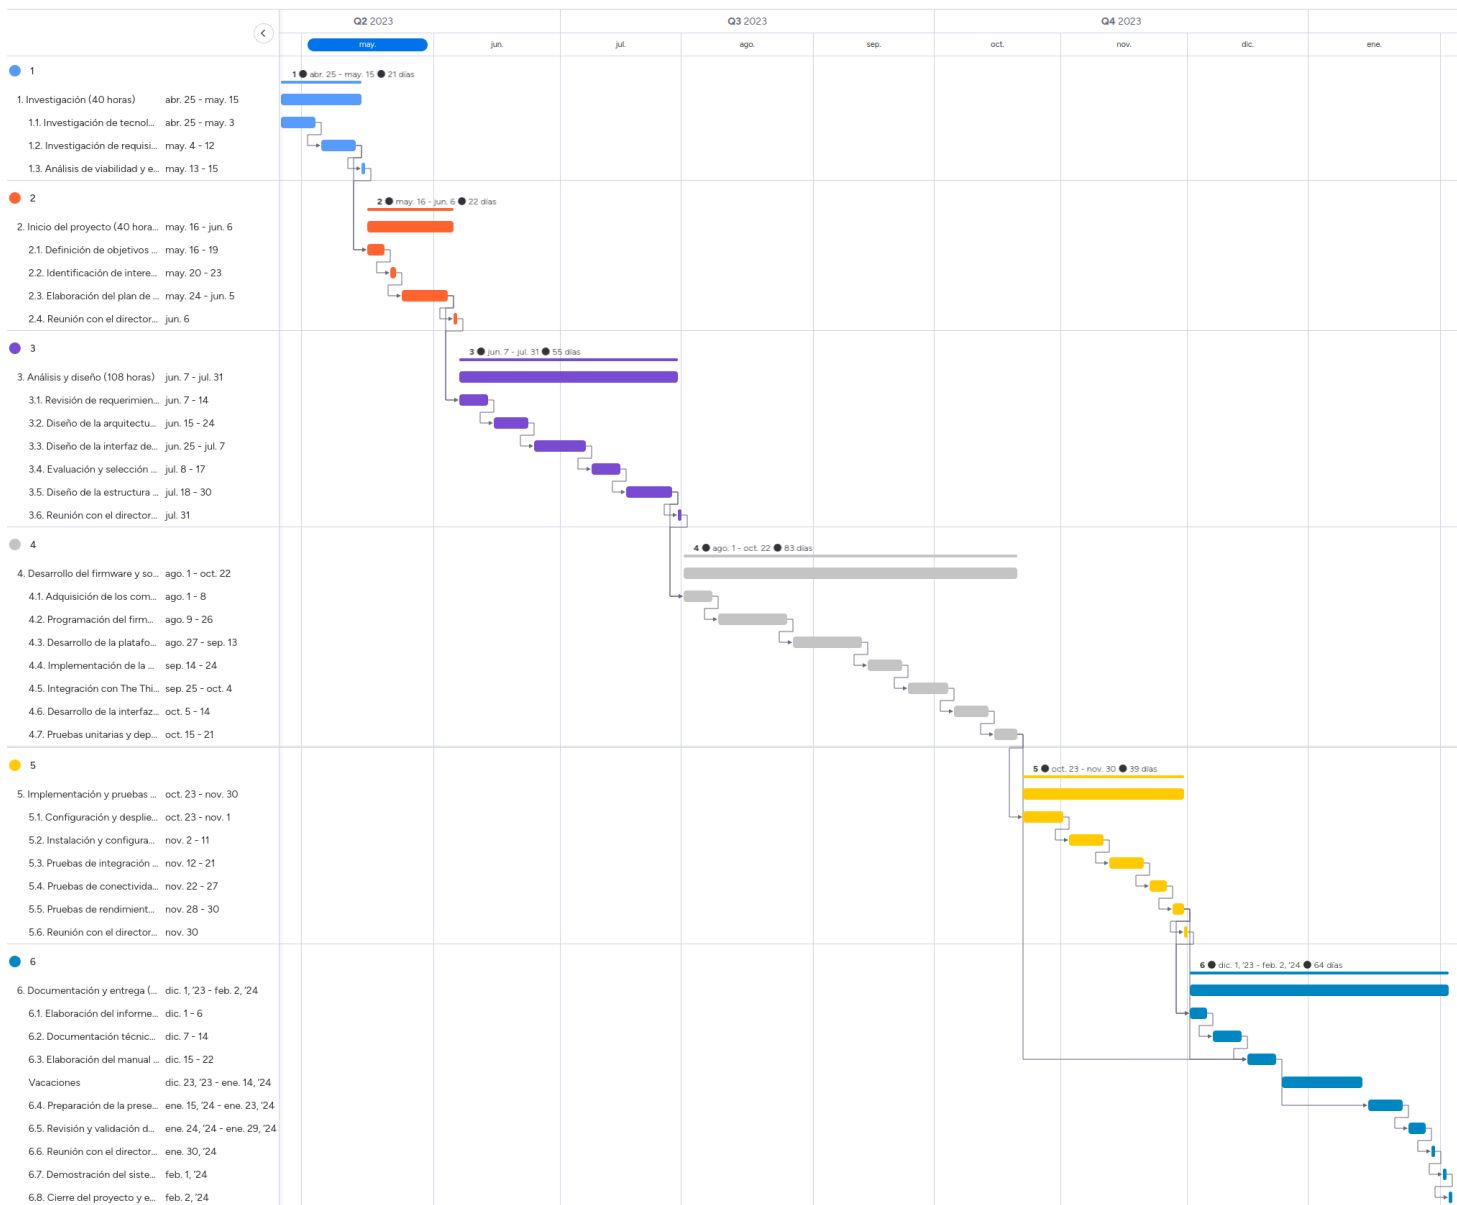 Q2 2023 Q3 2023 Q4 2023
may. jun. jul. ago. sep. oct. nov. dic. ene.
1
1 ● abr. 25 - may. 15 ● 21 días
1. Investigación (40 horas) abr. 25 - may. 15
1.1. Investigación de tecnol... abr. 25 - may. 3
1.2. Investigación de requisi... may. 4 - 12
1.3. Análisis de viabilidad y e... may. 13 - 15
2
2 ● may. 16 - jun. 6 ● 22 días
2. Inicio del proyecto (40 hora... may. 16 - jun. 6
2.1. Definición de objetivos ... may. 16 - 19
2.2. Identificación de intere... may. 20 - 23
2.3. Elaboración del plan de ... may. 24 - jun. 5
2.4. Reunión con el director... jun. 6
3
3 ● jun. 7 - jul. 31 ● 55 días
3. Análisis y diseño (108 horas) jun. 7 - jul. 31
3.1. Revisión de requerimien... jun. 7 - 14
3.2. Diseño de la arquitectu... jun. 15 - 24
3.3. Diseño de la interfaz de... jun. 25 - jul. 7
3.4. Evaluación y selección ... jul. 8 - 17
3.5. Diseño de la estructura ... jul. 18 - 30
3.6. Reunión con el director... jul. 31
4
4 ● ago. 1 - oct. 22 ● 83 días
4. Desarrollo del firmware y so... ago. 1 - oct. 22
4.1. Adquisición de los com... ago. 1 - 8
4.2. Programación del firm... ago. 9 - 26
4.3. Desarrollo de la platafo... ago. 27 - sep. 13
4.4. Implementación de la ... sep. 14 - 24
4.5. Integración con The Thi... sep. 25 - oct. 4
4.6. Desarrollo de la interfaz... oct. 5 - 14
4.7. Pruebas unitarias y dep... oct. 15 - 21
5
5 ● oct. 23 - nov. 30 ● 39 días
5. Implementación y pruebas ... oct. 23 - nov. 30
5.1. Configuración y desplie... oct. 23 - nov. 1
5.2. Instalación y configura... nov. 2 - 11
5.3. Pruebas de integración ... nov. 12 - 21
5.4. Pruebas de conectivida... nov. 22 - 27
5.5. Pruebas de rendimient... nov. 28 - 30
5.6. Reunión con el director... nov. 30
6
6 ● dic. 1, '23 - feb. 2, '24 ● 64 días
6. Documentación y entrega (... dic. 1, '23 - feb. 2, '24
6.1. Elaboración del informe... dic. 1 - 6
6.2. Documentación técnic... dic. 7 - 14
6.3. Elaboración del manual ... dic. 15 - 22
Vacaciones dic. 23, '23 - ene. 14, '24
6.4. Preparación de la prese... ene. 15, '24 - ene. 23, '24
6.5. Revisión y validación d... ene. 24, '24 - ene. 29, '24
6.6. Reunión con el director... ene. 30, '24
6.7. Demostración del siste... feb. 1, '24
6.8. Cierre del proyecto y e... feb. 2, '24